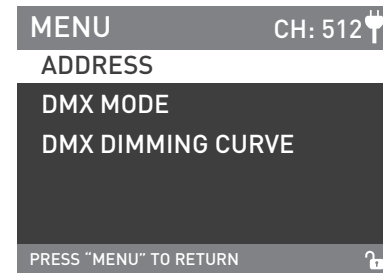 MENU CH: 512
ADDRESS
DMX MODE
DMX DIMMING CURVE
PRESS “MENU” TO RETURN